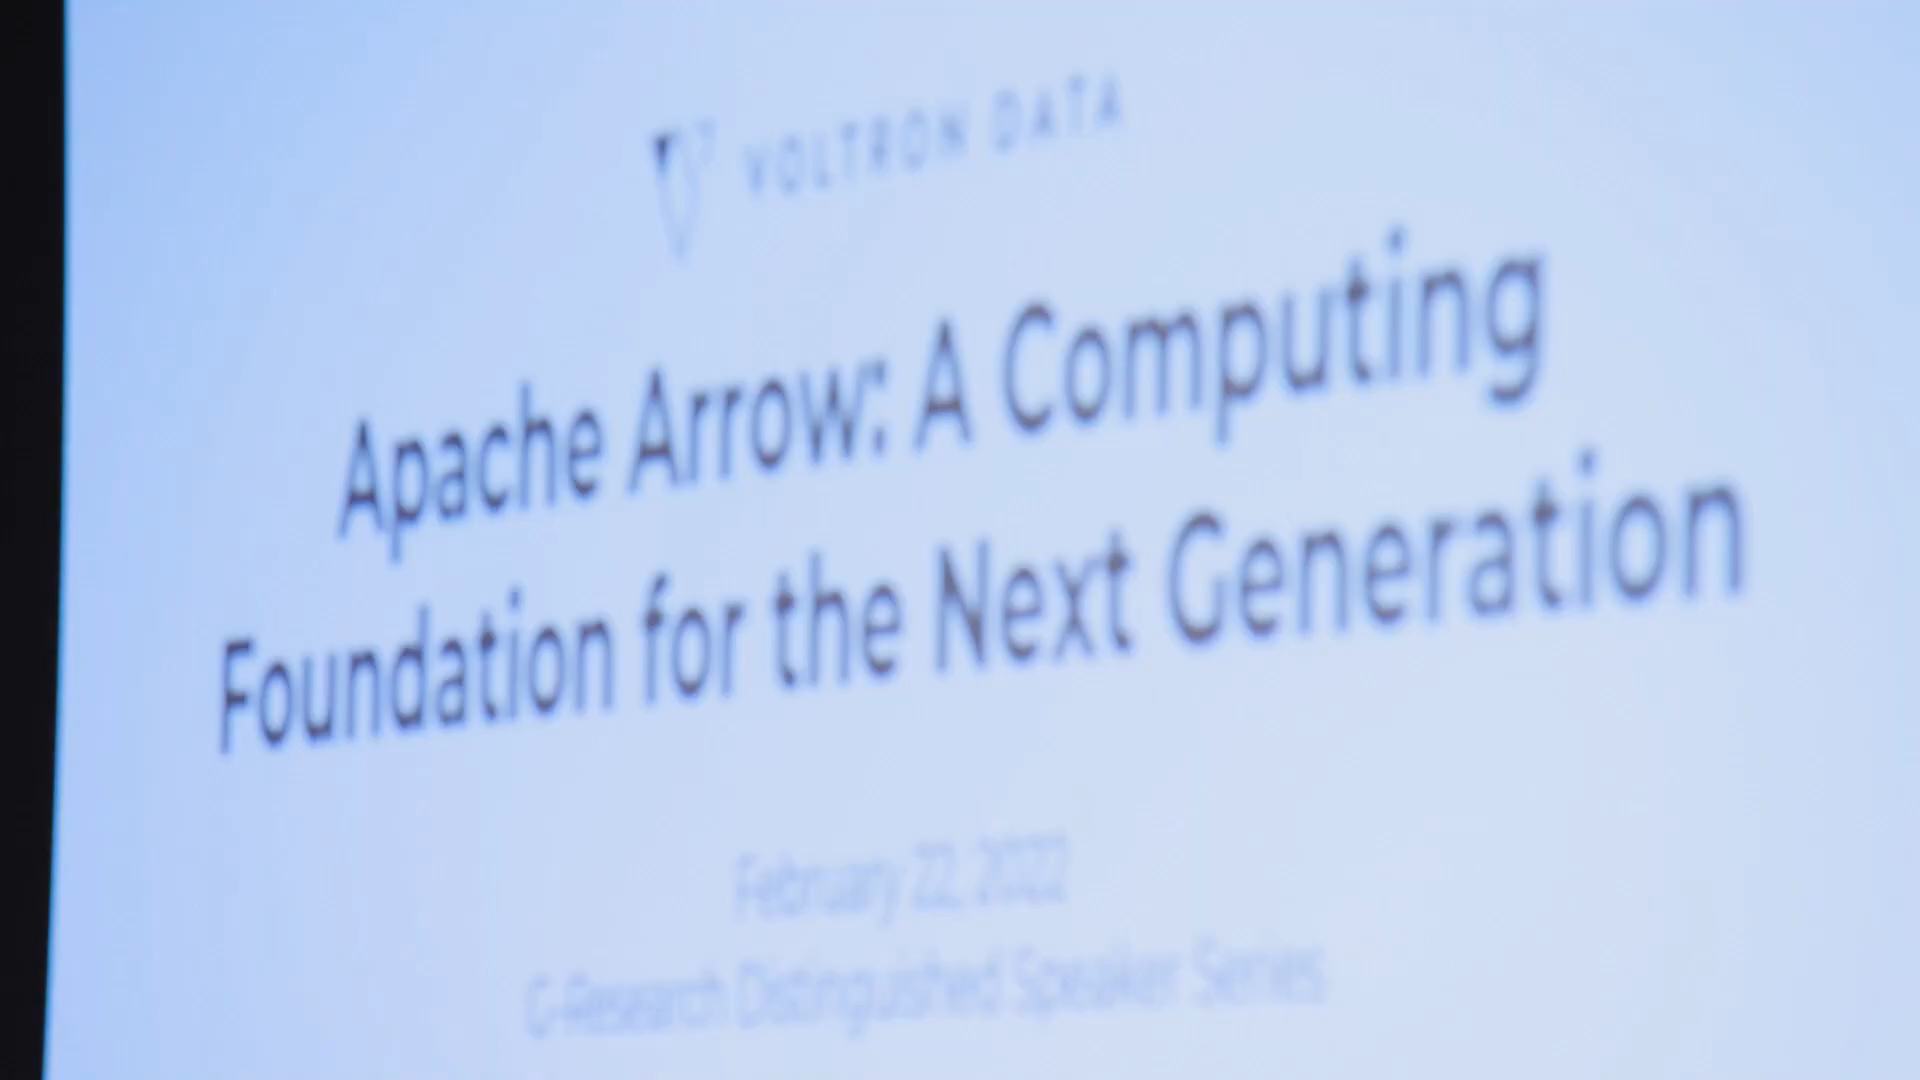 VOLTRON DATA
Apache Arrow: A Computing
Foundation for the Next Generation
February 22, 2022
G-Research Distinguished Speaker Series